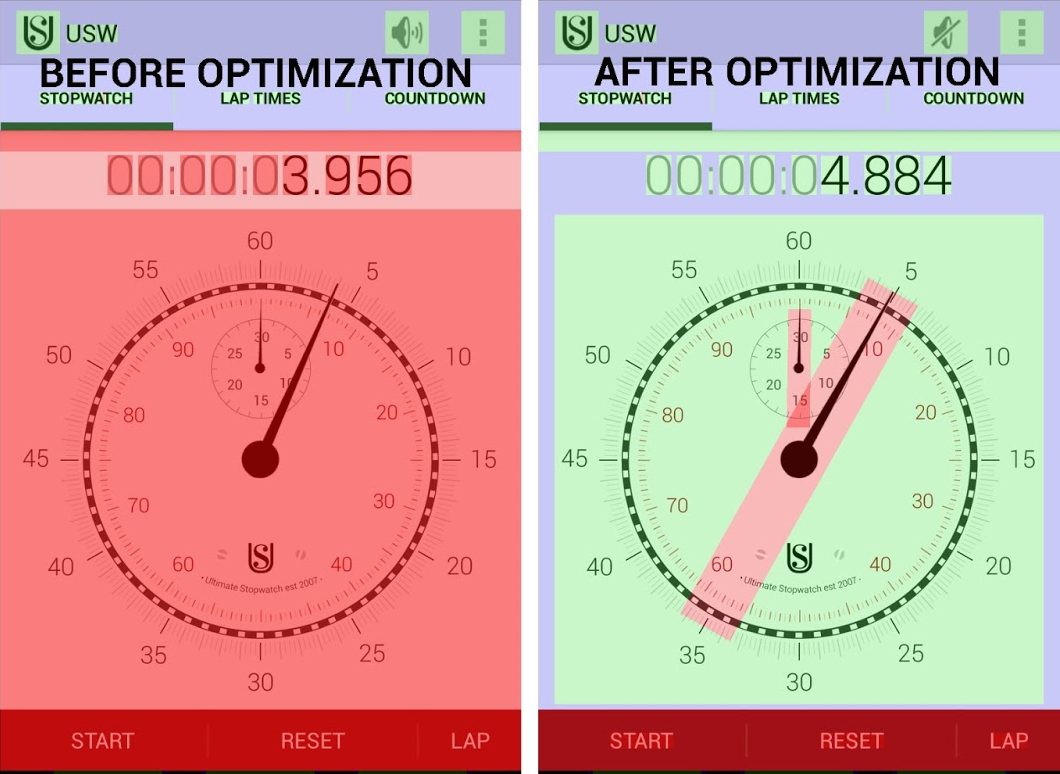 USW
BEFORE OPTIMIZATION
STOPWATCH LAP TIMES COUNTDOWN
00:00:03.956
60
55 5
50 10
45 15
40 20
35 25
30
90 10
80 20
70 30
60 40
30
25 5
20 10
15
US
• Ultimate Stopwatch est 2007 •
START RESET LAP
USW
AFTER OPTIMIZATION
STOPWATCH LAP TIMES COUNTDOWN
00:00:04.884
60
55 5
50 10
45 15
40 20
35 25
30
90 10
80 20
70 30
60 40
30
25 5
20 10
15
US
• Ultimate Stopwatch est 2007 •
START RESET LAP